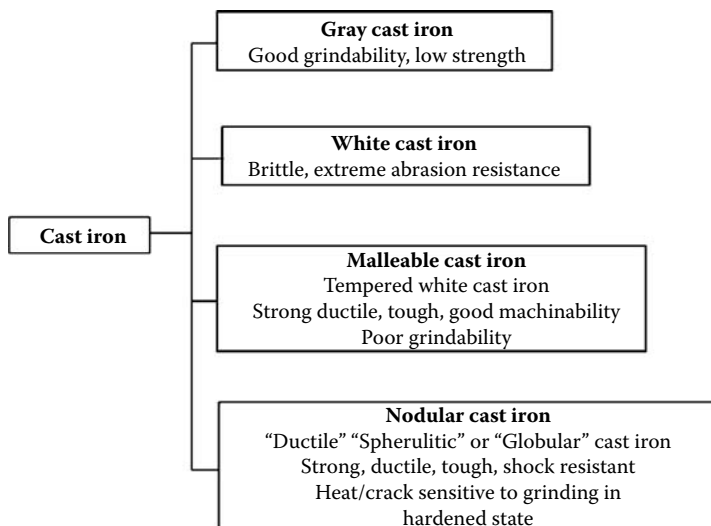 Gray cast iron
Good grindability, low strength
White cast iron
Brittle, extreme abrasion resistance
Cast iron
Malleable cast iron
Tempered white cast iron
Strong ductile, tough, good machinability
Poor grindability
Nodular cast iron
“Ductile” “Spherulitic” or “Globular” cast iron
Strong, ductile, tough, shock resistant
Heat/crack sensitive to grinding in
hardened state